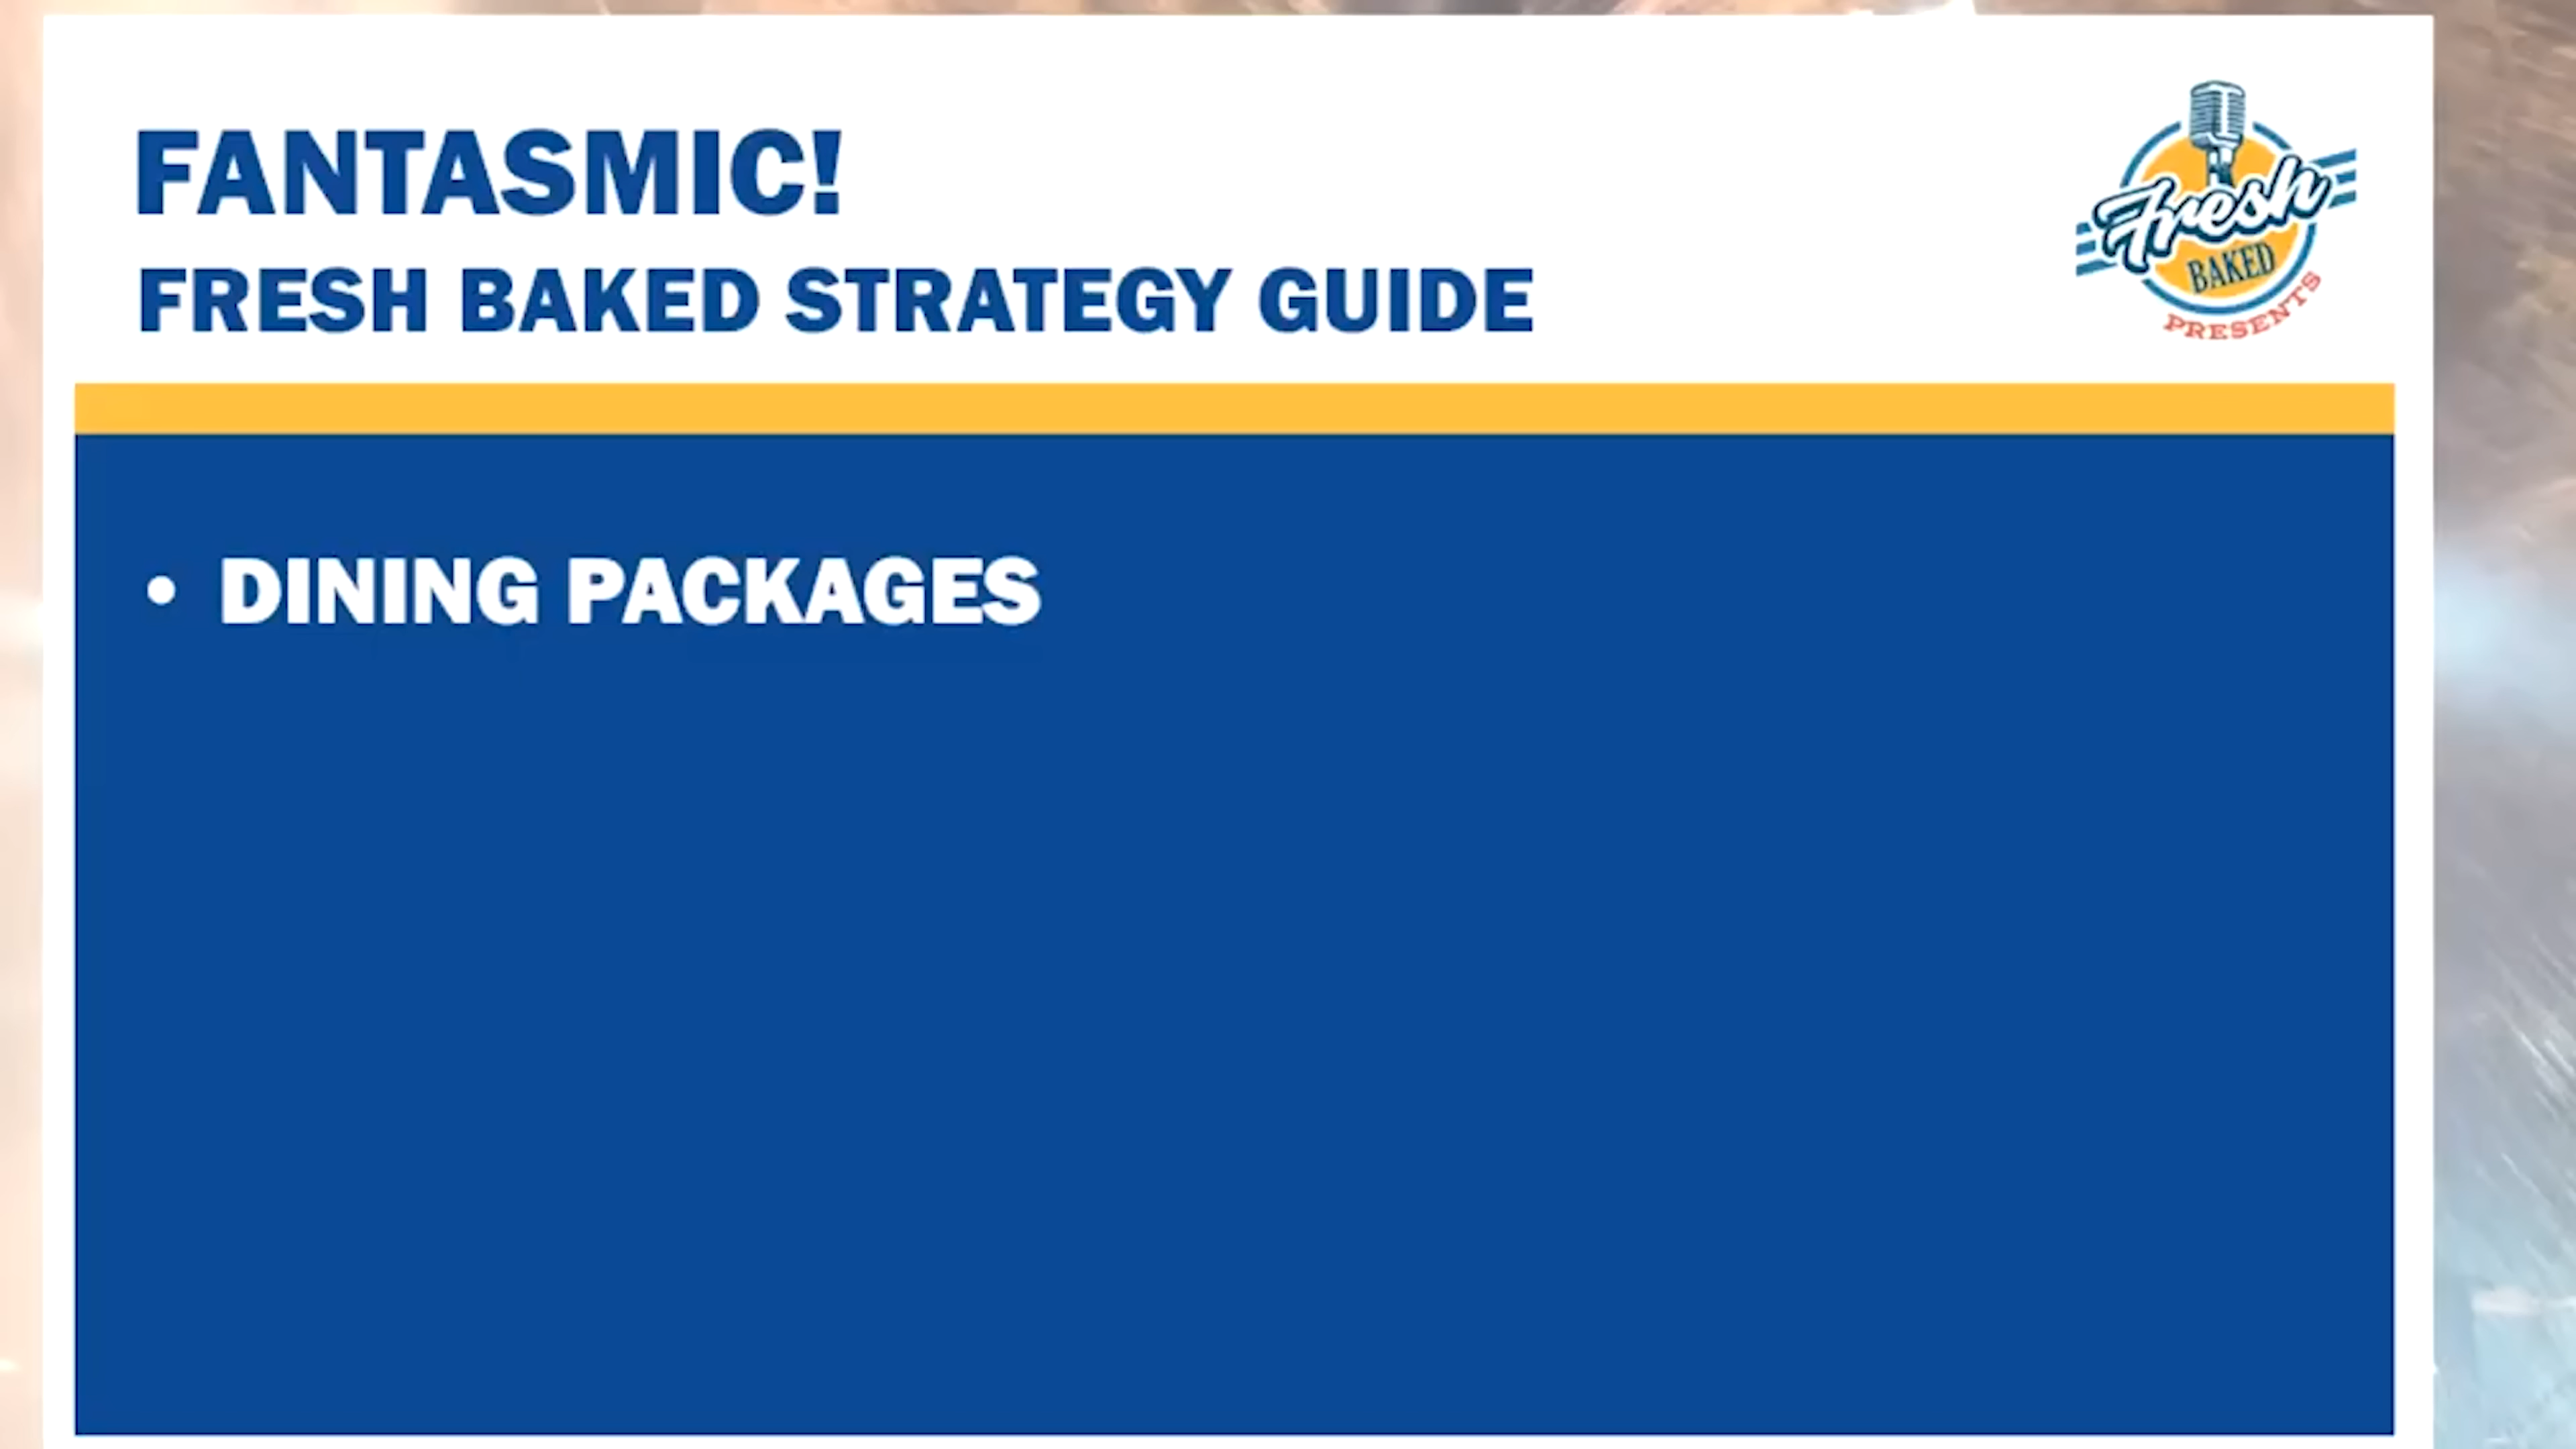 FANTASMIC!
FRESH BAKED STRATEGY GUIDE
Fresh
BAKED
PRESENTS
• DINING PACKAGES